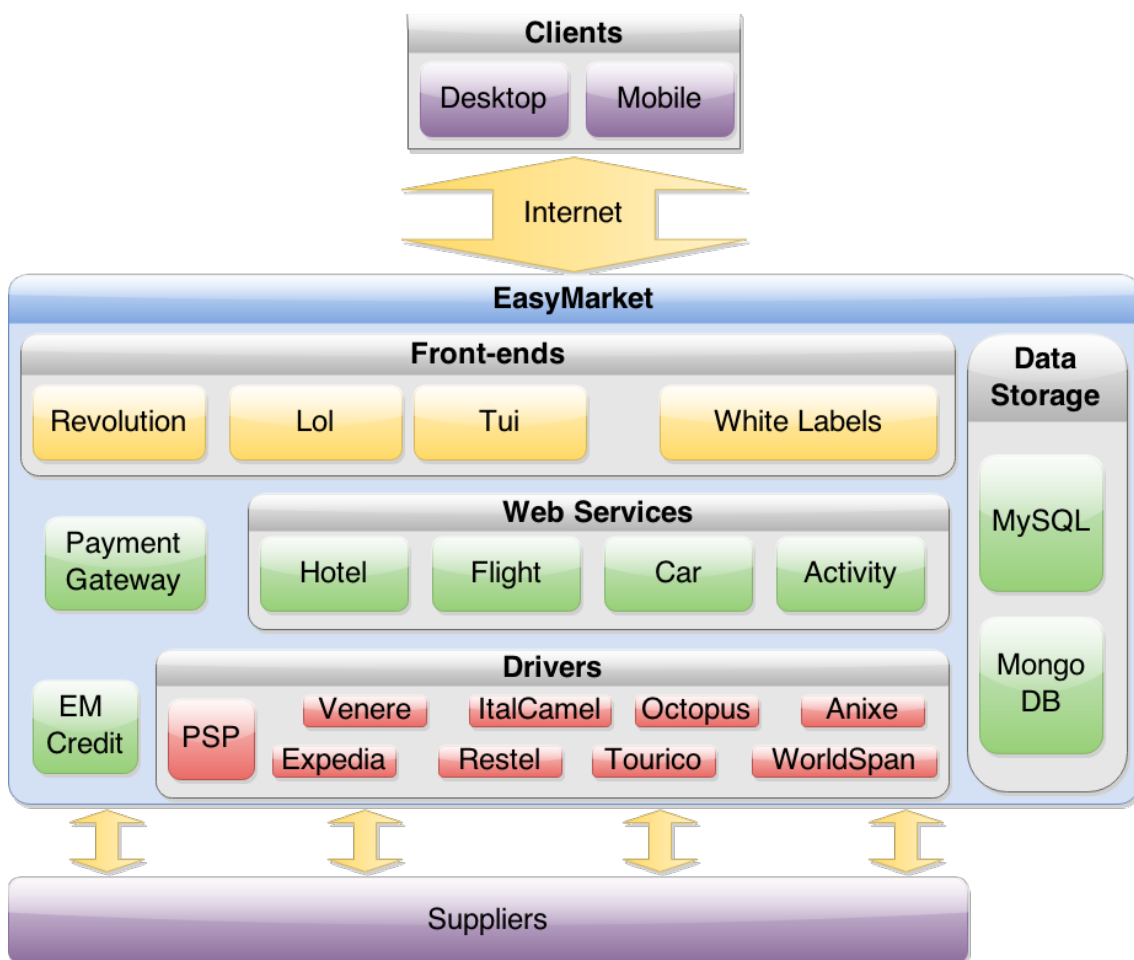 Clients
Desktop
Mobile
Internet
EasyMarket
Front-ends
Revolution
Lol
Tui
White Labels
Data
Storage
MySQL
Mongo
DB
Payment
Gateway
Web Services
Hotel
Flight
Car
Activity
EM
Credit
Drivers
PSP
Venere
ItalCamel
Octopus
Anixe
Expedia
Restel
Tourico
WorldSpan
Suppliers